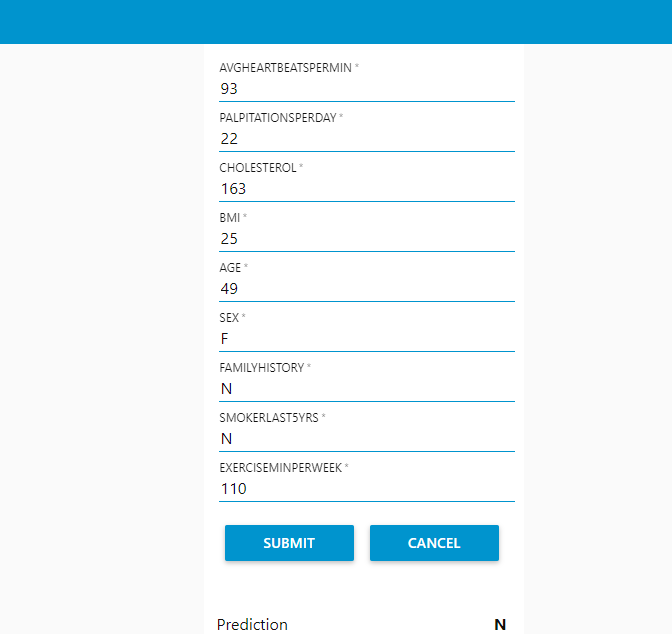 AVGHEARTBEATSPERMIN *
93
PALPITATIONSPERDAY *
22
CHOLESTEROL *
163
BMI *
25
AGE *
49
SEX *
F
FAMILYHISTORY *
N
SMOKERLAST5YRS *
N
EXERCISEMINPERWEEK *
110
SUBMIT CANCEL
Prediction N